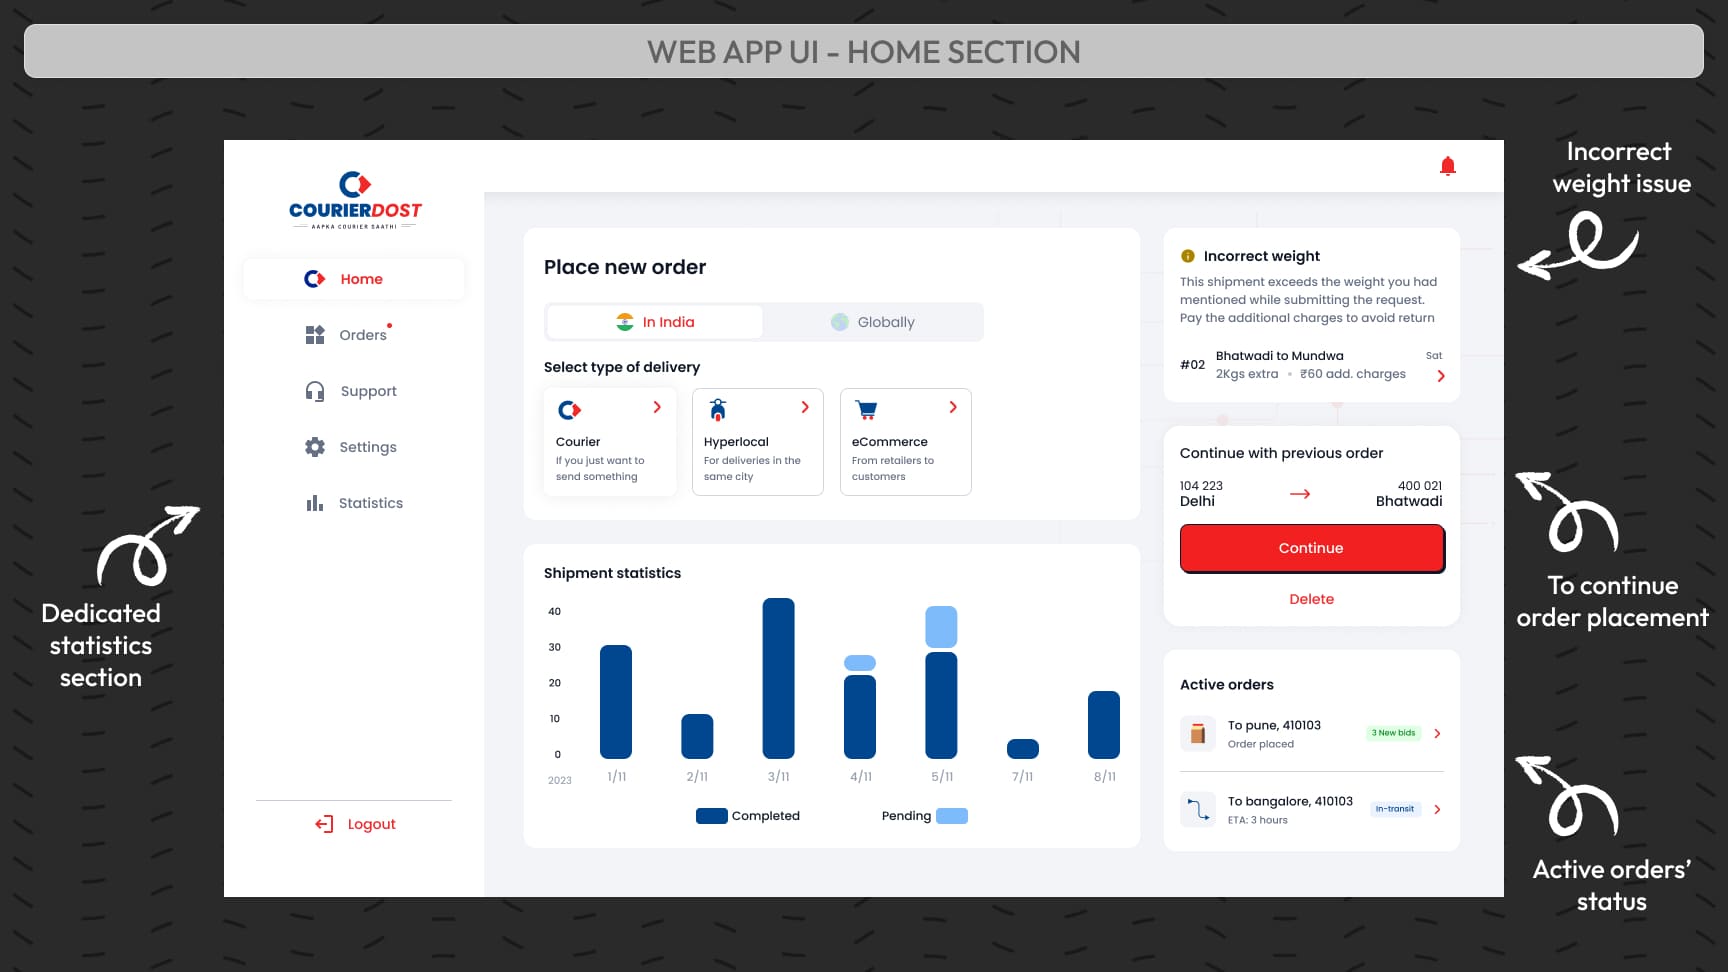 WEB APP UI - HOME SECTION
COURIERDOST
AAPKA COURIER SAATHI
Home
Orders
Support
Settings
Statistics
Logout
Place new order
In India
Globally
Select type of delivery
Courier
If you just want to
send something
Hyperlocal
For deliveries in the
same city
eCommerce
From retailers to
customers
Shipment statistics
40
30
20
10
0
2023
1/11
2/11
3/11
4/11
5/11
7/11
8/11
Completed
Pending
Incorrect weight
This shipment exceeds the weight you had
mentioned while submitting the request.
Pay the additional charges to avoid return
#02
Bhatwadi to Mundwa
Sat
2Kgs extra • ₹60 add. charges
Continue with previous order
104 223
Delhi
400 021
Bhatwadi
Continue
Delete
Active orders
To pune, 410103
Order placed
3 New bids
To bangalore, 410103
ETA: 3 hours
In-transit
Dedicated
statistics
section
Incorrect
weight issue
To continue
order placement
Active orders’
status